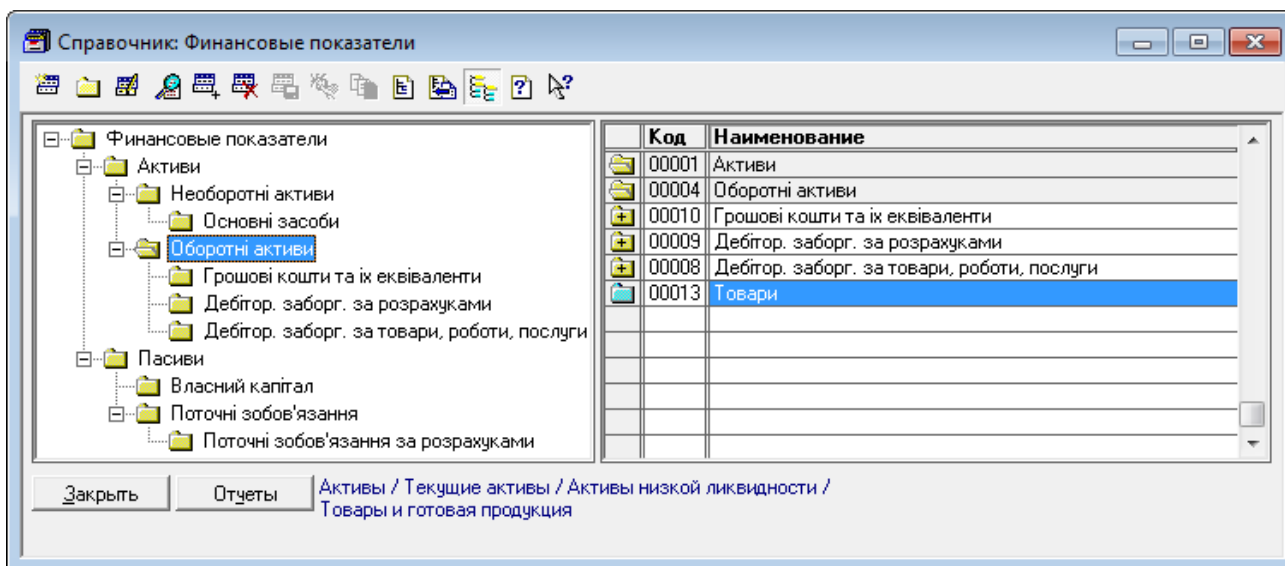 Справочник: Финансовые показатели
Финансовые показатели
Активи
Необоротні активи
Основні засоби
Оборотні активи
Грошові кошти та іх еквіваленти
Дебітор. заборг. за розрахуками
Дебітор. заборг. за товари, роботи, послуги
Пасиви
Власний капітал
Поточні зобов'язання
Поточні зобов'язання за розрахуками
Код Наименование
00001 Активи
00004 Оборотні активи
00010 Грошові кошти та іх еквіваленти
00009 Дебітор. заборг. за розрахуками
00008 Дебітор. заборг. за товари, роботи, послуги
00013 Товари
Закрыть Отчеты
Активы / Текущие активы / Активы низкой ликвидности /
Товары и готовая продукция